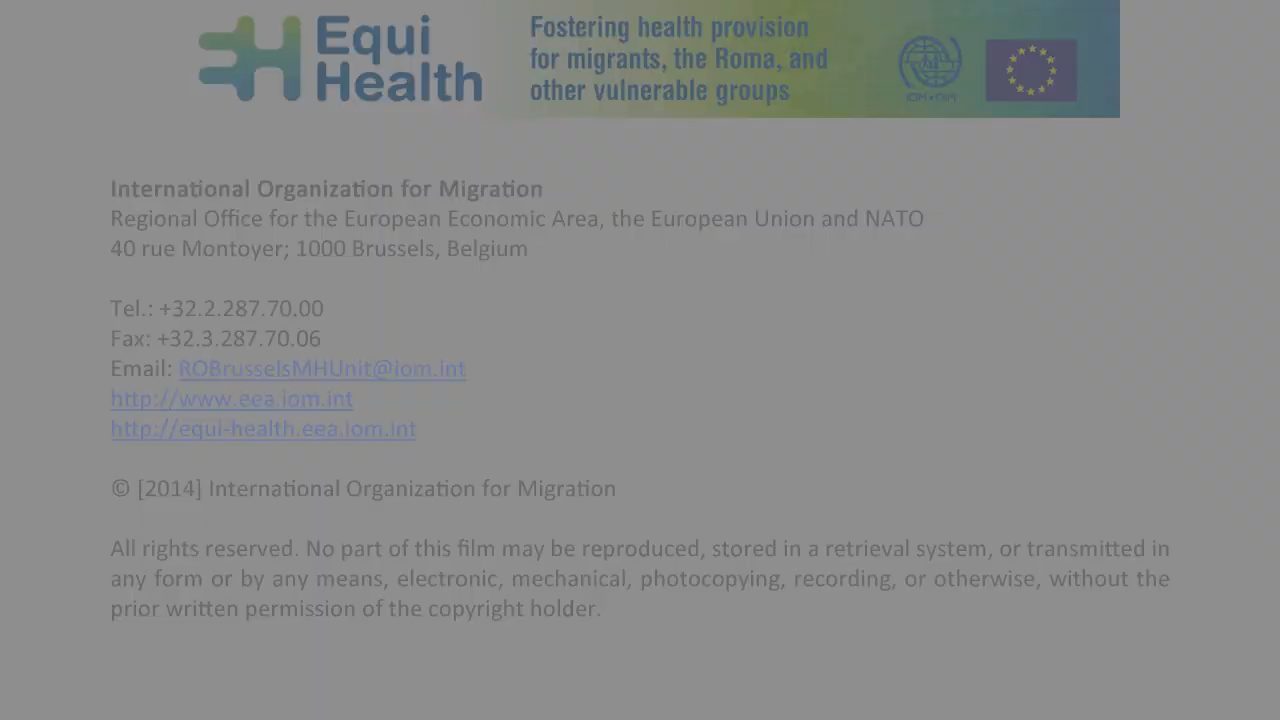 Equi
Health
Fostering health provision
for migrants, the Roma, and
other vulnerable groups
IOM • OIM
International Organization for Migration
Regional Office for the European Economic Area, the European Union and NATO
40 rue Montoyer; 1000 Brussels, Belgium
Tel.: +32.2.287.70.00
Fax: +32.3.287.70.06
Email: ROBrusselsMHUnit@iom.int
http://www.eea.iom.int
http://equi-health.eea.iom.int
© [2014] International Organization for Migration
All rights reserved. No part of this film may be reproduced, stored in a retrieval system, or transmitted in
any form or by any means, electronic, mechanical, photocopying, recording, or otherwise, without the
prior written permission of the copyright holder.